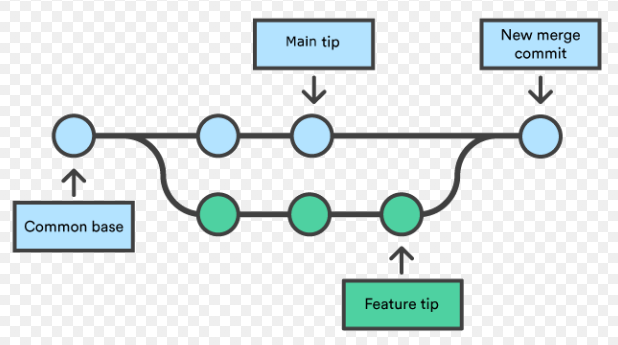 Main tip
New merge
commit
Common base
Feature tip